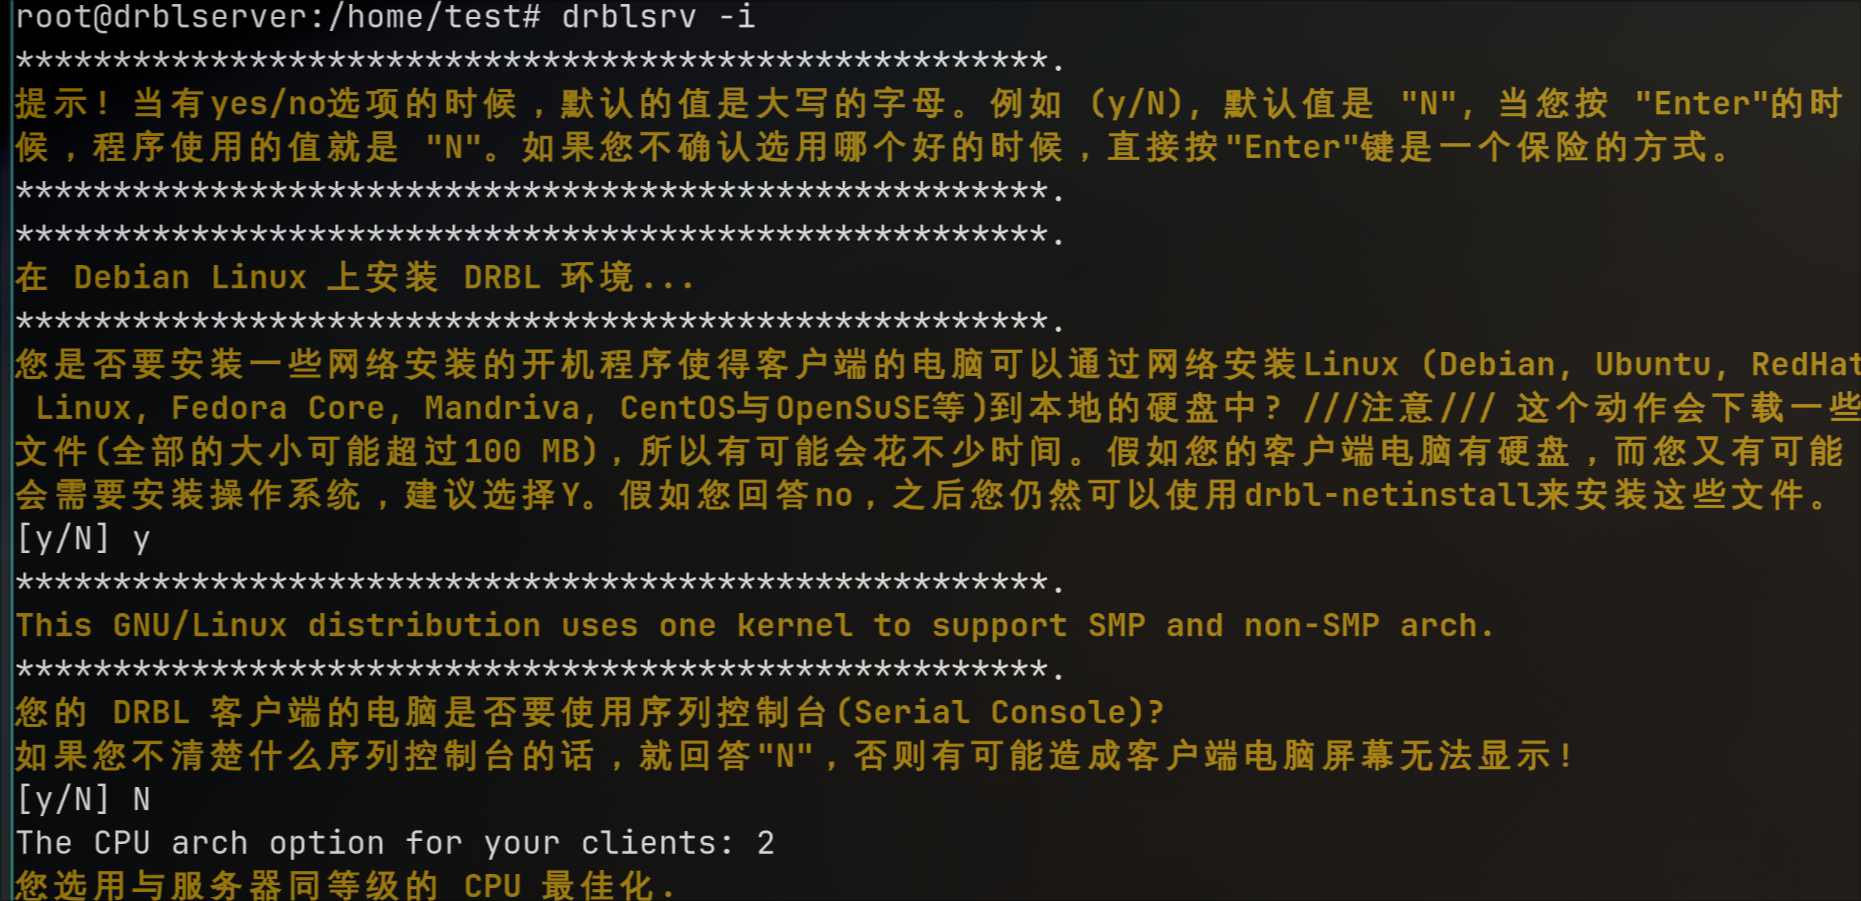 root@drblserver:/home/test# drblsrv -i
*****************************************************.
提示! 当有yes/no选项的时候，默认的值是大写的字母。例如 (y/N), 默认值是 "N", 当您按 "Enter"的时
候，程序使用的值就是 "N"。如果您不确认选用哪个好的时候，直接按"Enter"键是一个保险的方式。
*****************************************************.
*****************************************************.
在 Debian Linux 上安装 DRBL 环境...
*****************************************************.
您是否要安装一些网络安装的开机程序使得客户端的电脑可以通过网络安装Linux (Debian, Ubuntu, RedHat
Linux, Fedora Core, Mandriva, CentOS与OpenSuSE等)到本地的硬盘中? ///注意/// 这个动作会下载一些
文件(全部的大小可能超过100 MB)，所以有可能会花不少时间。假如您的客户端电脑有硬盘，而您又有可能
会需要安装操作系统，建议选择Y。假如您回答no，之后您仍然可以使用drbl-netinstall来安装这些文件。
[y/N] y
*****************************************************.
This GNU/Linux distribution uses one kernel to support SMP and non-SMP arch.
*****************************************************.
您的 DRBL 客户端的电脑是否要使用序列控制台(Serial Console)?
如果您不清楚什么序列控制台的话，就回答"N"，否则有可能造成客户端电脑屏幕无法显示!
[y/N] N
The CPU arch option for your clients: 2
您选用与服务器同等级的 CPU 最佳化.